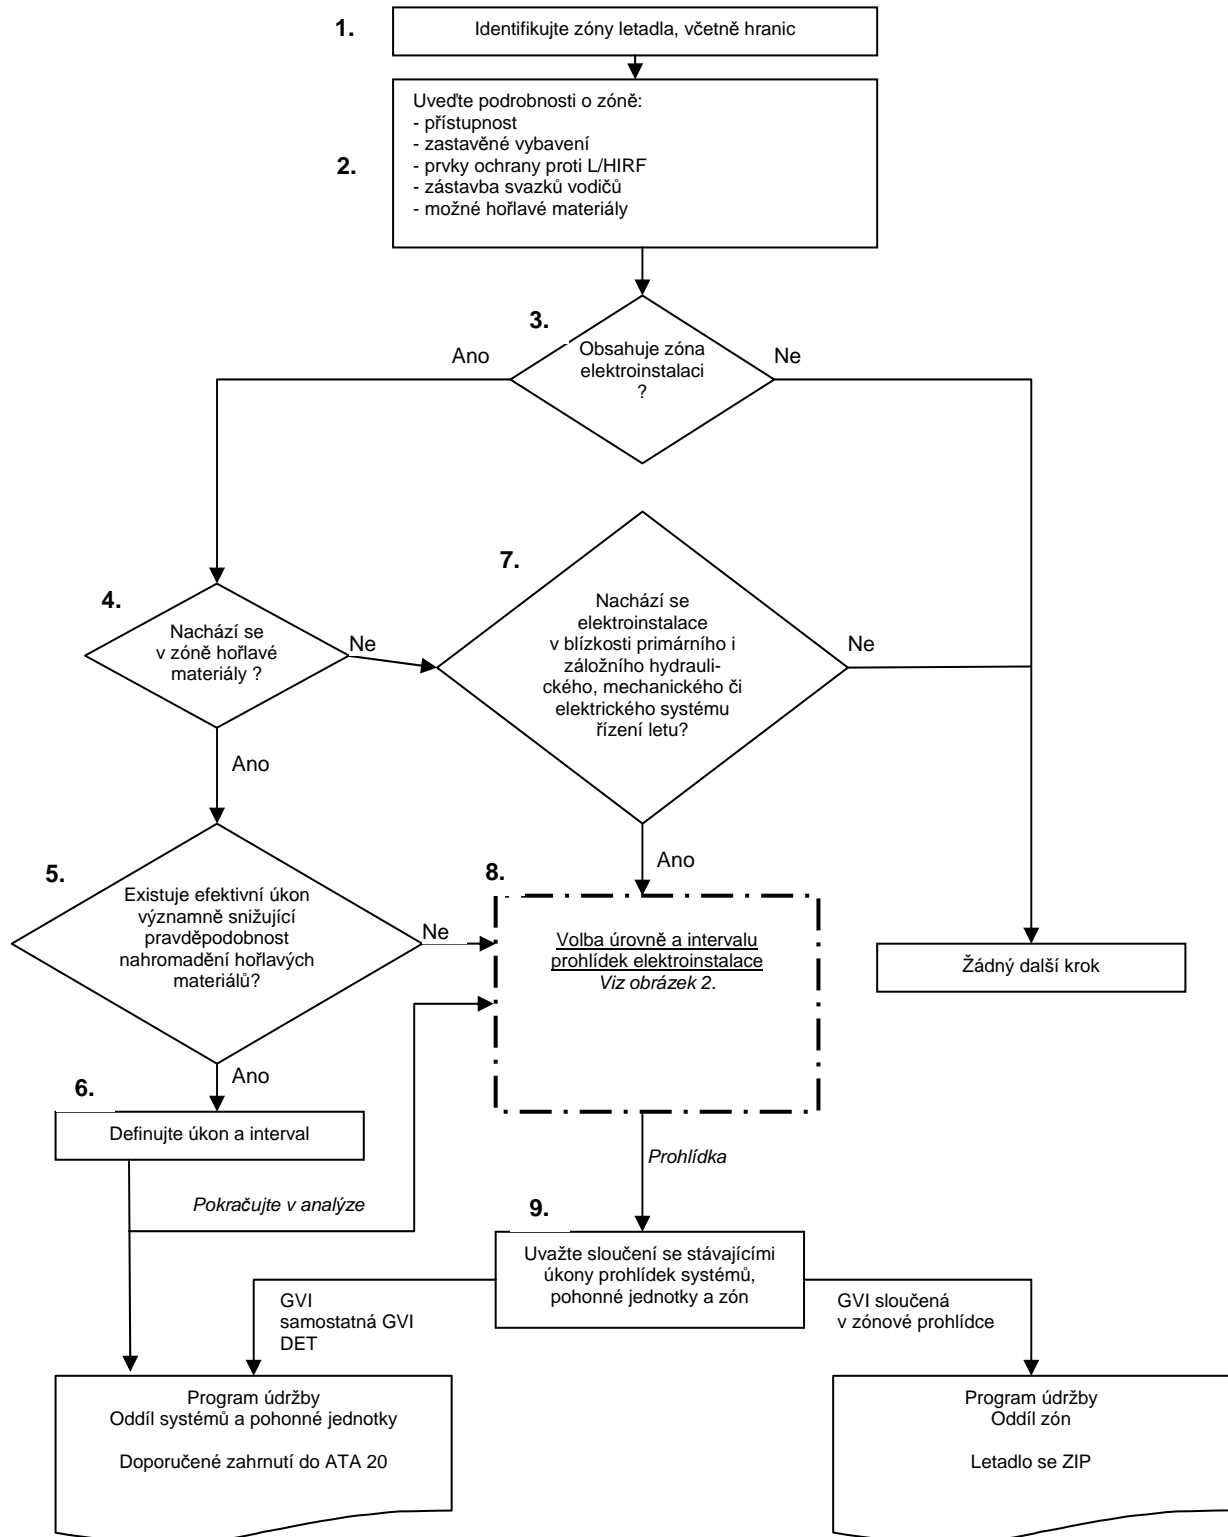 1.
Identifikujte zóny letadla, včetně hranic
2.
Uveďte podrobnosti o zóně:
- přístupnost
- zastavěné vybavení
- prvky ochrany proti L/HIRF
- zástavba svazků vodičů
- možné hořlavé materiály
3.
Obsahuje zóna
elektroinstalaci
?
Ano
Ne
4.
Nachází se
v zóně hořlavé
materiály ?
Ne
Ano
7.
Nachází se
elektroinstalace
v blízkosti primárního i
záložního hydrauli-
ckého, mechanického či
elektrického systému
řízení letu?
Ne
Ano
5.
Existuje efektivní úkon
významně snižující
pravděpodobnost
nahromadění hořlavých
materiálů?
Ne
Ano
8.
Volba úrovně a intervalu
prohlídek elektroinstalace
Viz obrázek 2.
Žádný další krok
6.
Definujte úkon a interval
Pokračujte v analýze
Prohlídka
9.
Uvažte sloučení se stávajícími
úkony prohlídek systémů,
pohonné jednotky a zón
GVI
samostatná GVI
DET
GVI sloučená
v zónové prohlídce
Program údržby
Oddíl systémů a pohonné jednotky
Doporučené zahrnutí do ATA 20
Program údržby
Oddíl zón
Letadlo se ZIP